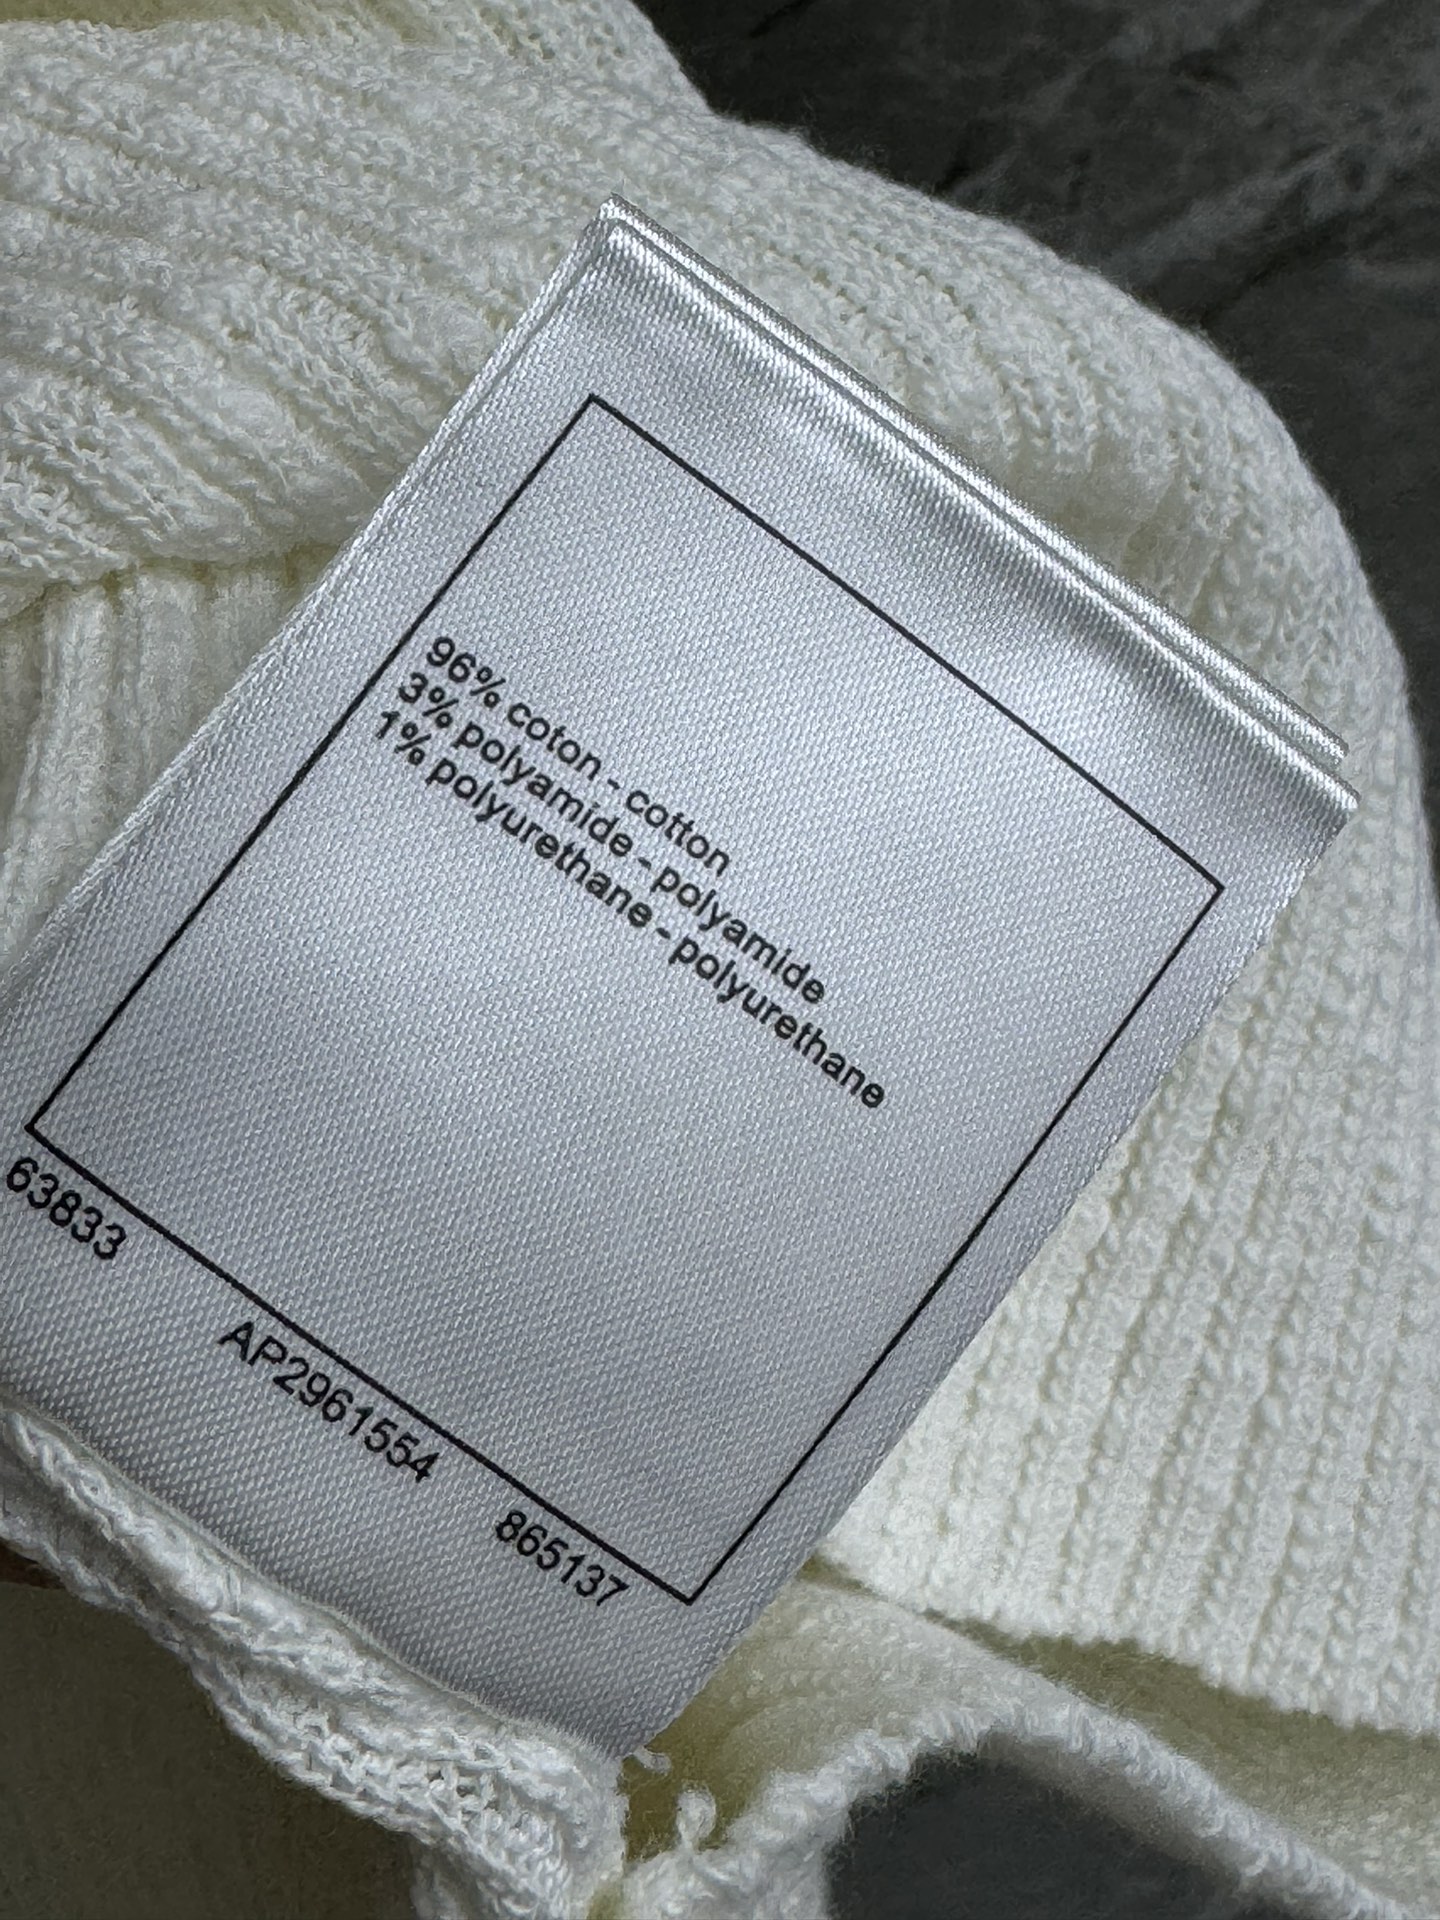 96% coton - cotton
3% polyamide - polyamide
1% polyurethane - polyurethane
63833 AP2961554 865137